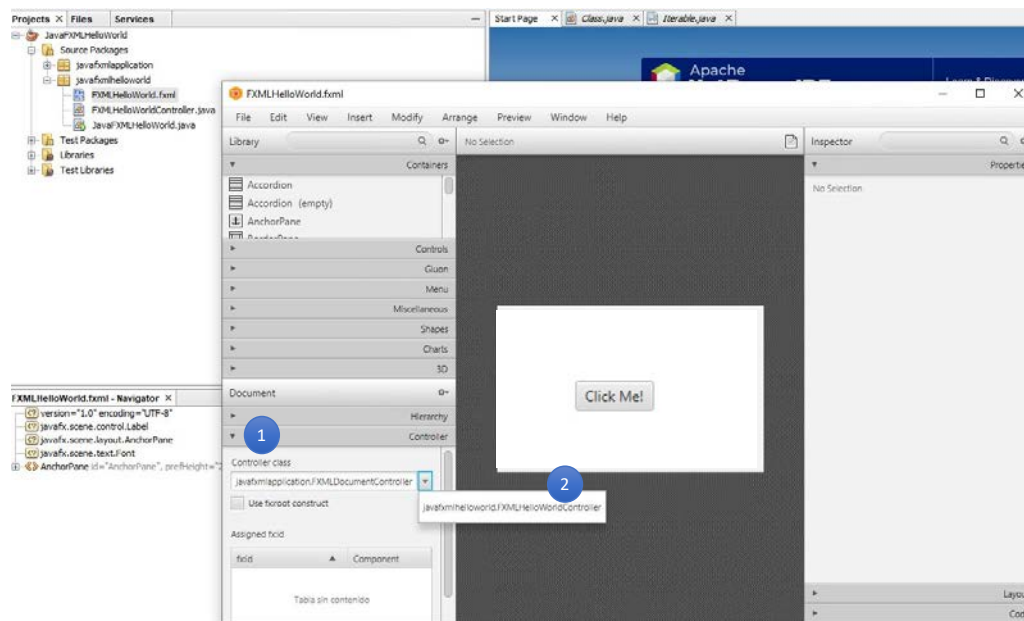 Projects × Files Services
JavaFXMLHelloWorld
Source Packages
javafxmlapplication
javafxmlhelloworld
FXMLHelloWorld.fxml
FXMLHelloWorldController.java
JavaFXMLHelloWorld.java
Test Packages
Libraries
Test Libraries
Start Page × Class.java × Iterable.java ×
Apache
FXMLHelloWorld.fxml
File Edit View Insert Modify Arrange Preview Window Help
Library
No Selection
Inspector
Containers
Accordion
Accordion (empty)
AnchorPane
Controls
Gluon
Menu
Miscellaneous
Shapes
Charts
3D
Document
Hierarchy
1
Controller
Controller class
javafxmlapplication.FXMLDocumentController
Use fx:root construct
Assigned fx:id
fx:id Component
Tabla sin contenido
Click Me!
2
javafxmlhelloworld.FXMLHelloWorldController
Propertie
No Selection
Layou
Cod
FXMLHelloWorld.fxml - Navigator ×
version="1.0" encoding="UTF-8"
javafx.scene.control.Label
javafx.scene.layout.AnchorPane
javafx.scene.text.Font
AnchorPane id="AnchorPane", prefHeight="2